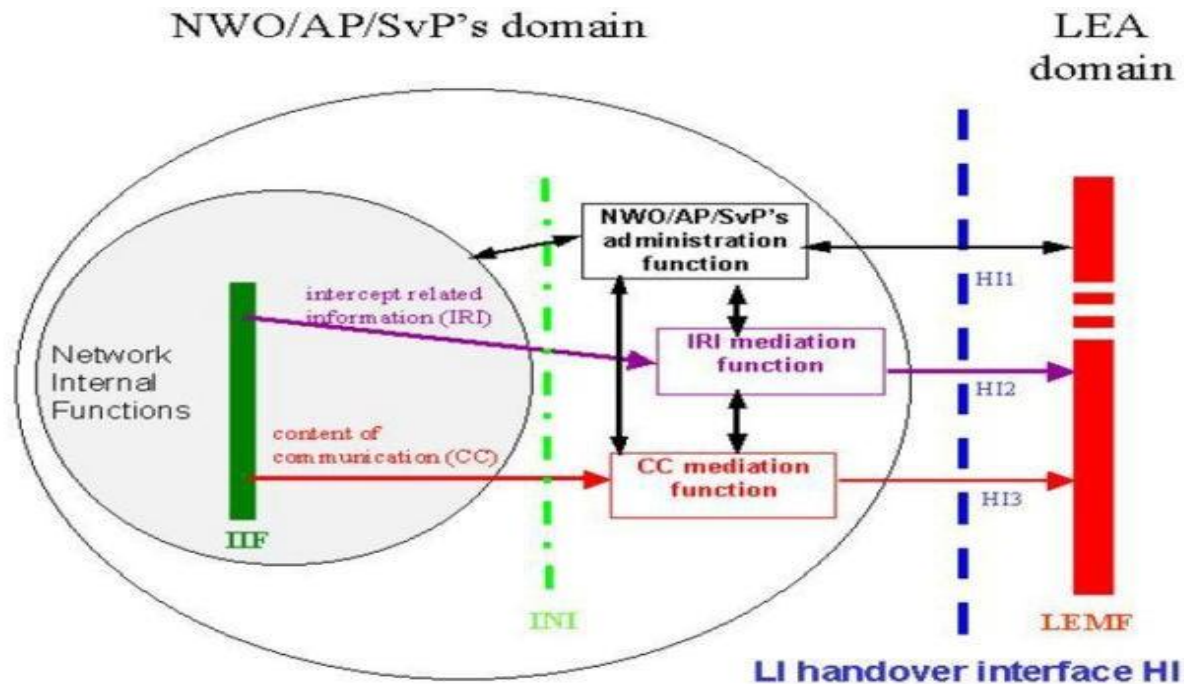 NWO/AP/SvP's domain
LEA
domain
NWO/AP/SvP's
administration
function
HI1
intercept related
information (IRI)
IRI mediation
function
Network
Internal
Functions
HI2
content of
communication (CC)
CC mediation
function
HI3
IIF
INI
LEMF
LI handover interface HI